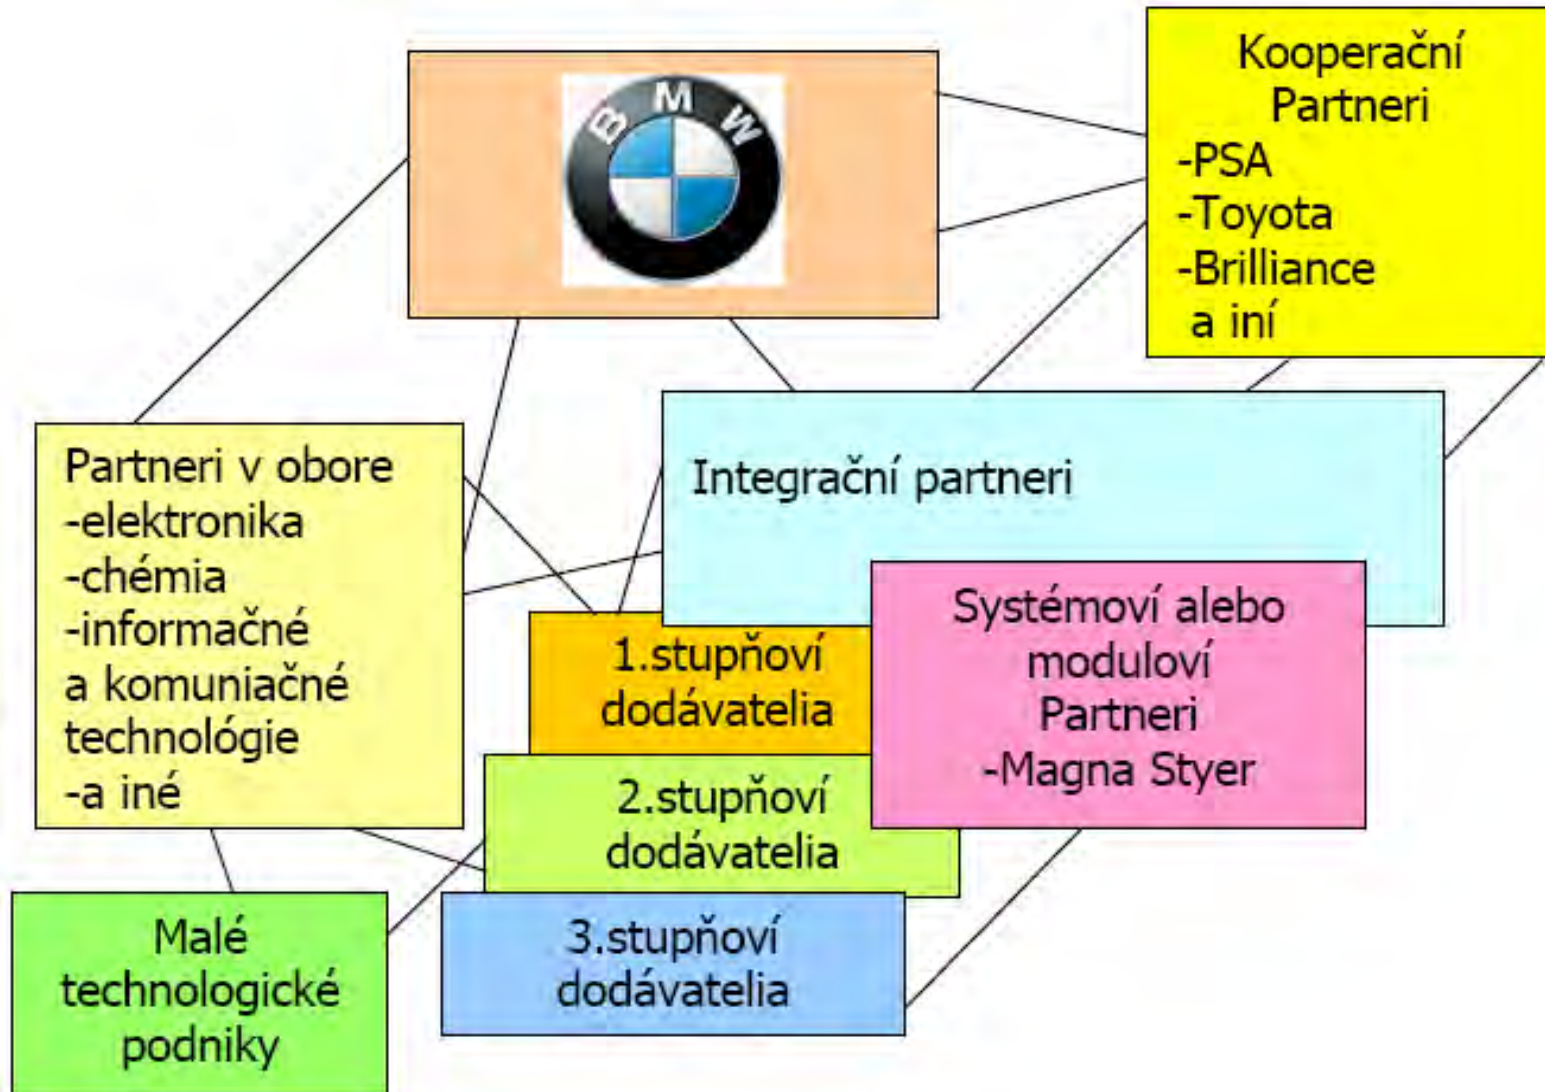 BMW
Kooperační
Partneri
-PSA
-Toyota
-Brilliance
a iní
Partneri v obore
-elektronika
-chémia
-informačné
a komuniačné
technológie
-a iné
Integrační partneri
Systémoví alebo
moduloví
Partneri
-Magna Styer
1.stupňoví
dodávatelia
2.stupňoví
dodávatelia
3.stupňoví
dodávatelia
Malé
technologické
podniky